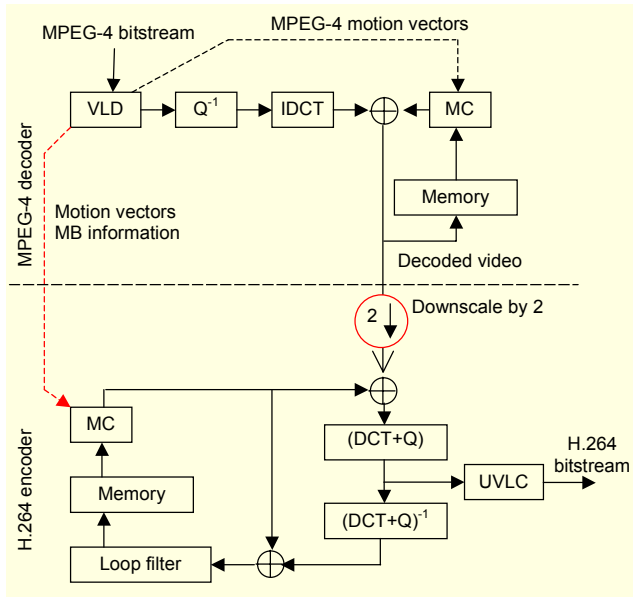 MPEG-4 bitstream
MPEG-4 motion vectors
VLD
Q⁻¹
IDCT
MC
Memory
MPEG-4 decoder
Motion vectors
MB information
Decoded video
2
Downscale by 2
MC
(DCT+Q)
H.264
bitstream
UVLC
Memory
(DCT+Q)⁻¹
H.264 encoder
Loop filter